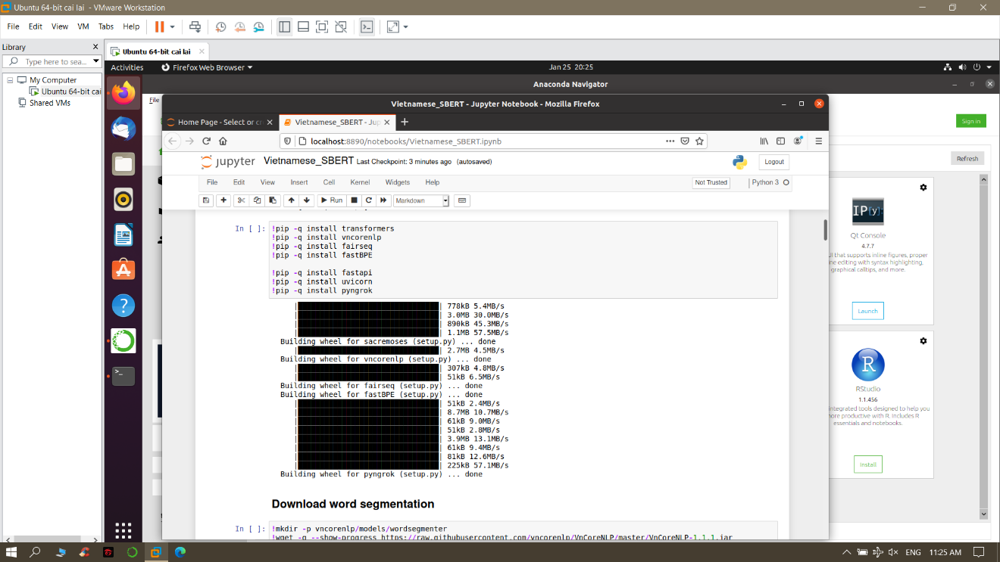 Ubuntu 64-bit cai lai - VMware Workstation
File Edit View VM Tabs Help
Library
Type here to sea...
My Computer
Ubuntu 64-bit cai
Shared VMs
Ubuntu 64-bit cai lai
Activities Firefox Web Browser Jan 25 20:25
Anaconda Navigator
File
Vietnamese_SBERT - Jupyter Notebook - Mozilla Firefox
Home Page - Select or cr
Vietnamese_SBERT - Jup
Sign in
localhost:8890/notebooks/Vietnamese_SBERT.ipynb
jupyter Vietnamese_SBERT Last Checkpoint: 3 minutes ago (autosaved)
Logout
Refresh
File Edit View Insert Cell Kernel Widgets Help
Not Trusted Python 3
Run Markdown
In [ ]: !pip -q install transformers
!pip -q install vncorenlp
!pip -q install fairseq
!pip -q install fastBPE
!pip -q install fastapi
!pip -q install uvicorn
!pip -q install pyngrok
| | 778kB 5.4MB/s
| | 3.0MB 30.0MB/s
| | 890kB 45.3MB/s
| | 1.1MB 57.5MB/s
Building wheel for sacremoses (setup.py) ... done
| | 2.7MB 4.5MB/s
Building wheel for vncorenlp (setup.py) ... done
| | 307kB 4.8MB/s
| | 51kB 6.5MB/s
Building wheel for fairseq (setup.py) ... done
Building wheel for fastBPE (setup.py) ... done
| | 51kB 2.4MB/s
| | 8.7MB 10.7MB/s
| | 61kB 9.0MB/s
| | 51kB 2.8MB/s
| | 3.9MB 13.1MB/s
| | 61kB 9.4MB/s
| | 81kB 12.6MB/s
| | 225kB 57.1MB/s
Building wheel for pyngrok (setup.py) ... done
Download word segmentation
In [ ]: !mkdir -p vncorenlp/models/wordsegmenter
!wget -q --show-progress https://raw.githubusercontent.com/vncorenlp/VnCoreNLP/master/VnCoreNLP-1.1.1.jar
IP[y]:
Qt Console
4.7.7
UI that supports inline figures, proper
ine editing with syntax highlighting,
graphical calltips, and more.
Launch
R
RStudio
1.1.456
integrated tools designed to help you
more productive with R. Includes R
essentials and notebooks.
Install
ENG 11:25 AM